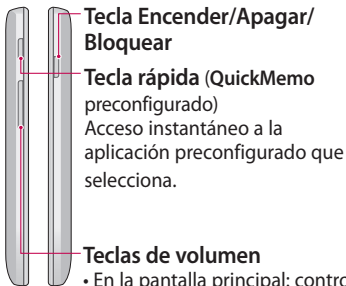 Tecla Encender/Apagar/
Bloquear
Tecla rápida (QuickMemo
preconfigurado)
Acceso instantáneo a la
aplicación preconfigurado que
selecciona.
Teclas de volumen
• En la pantalla principal: contro